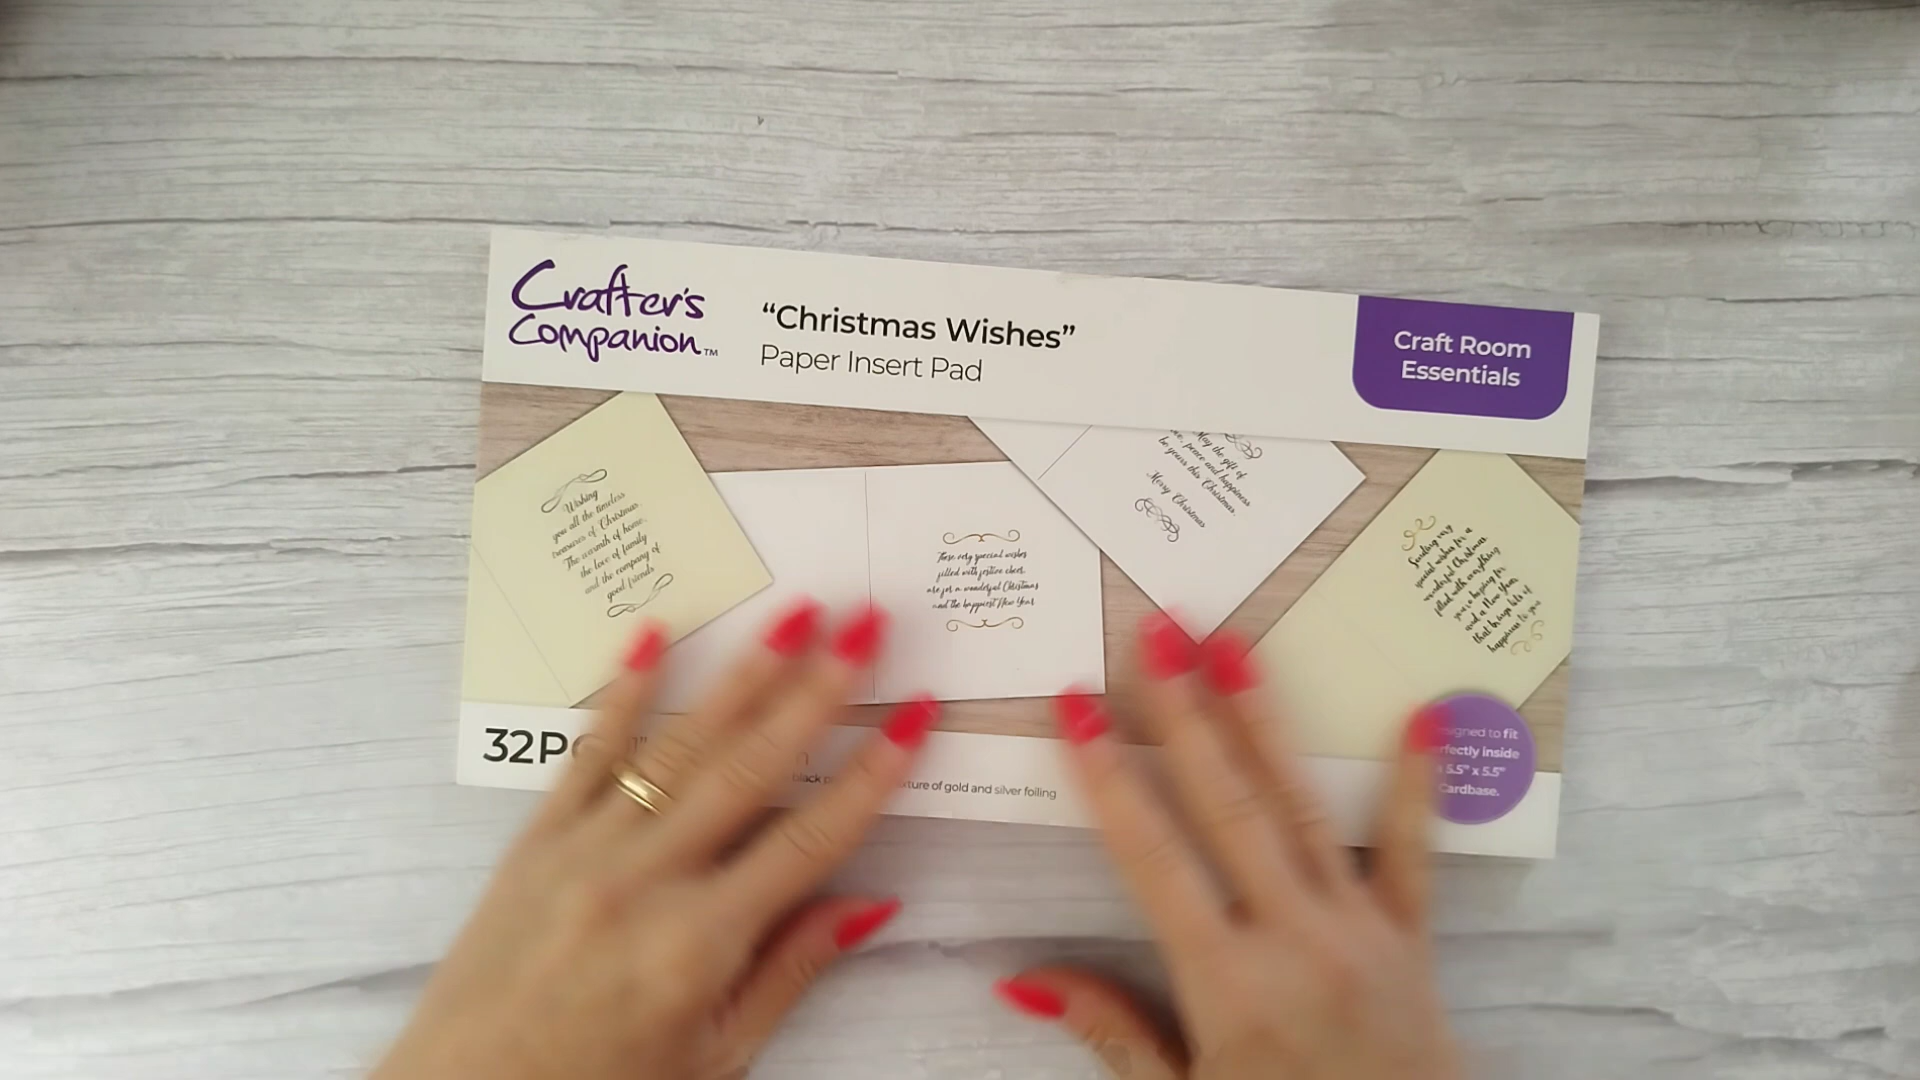 Crafter's
Companion™
“Christmas Wishes”
Paper Insert Pad
Craft Room
Essentials
Wishing
you all the timeless
treasures of Christmas.
The warmth of home,
the love of family
and the company of
good friends
These very special wishes
filled with festive cheer,
are for a wonderful Christmas
and the happiest New Year
May the gift of
peace and happiness
be yours this Christmas.
Merry Christmas
Sending my
special wishes for a
wonderful Christmas
filled with everything
you're hoping for
and a New Year
that brings lots of
happiness to you
32P
black
of gold and silver foiling
to fit
inside
5.5" x 5.5"
Cardbase.